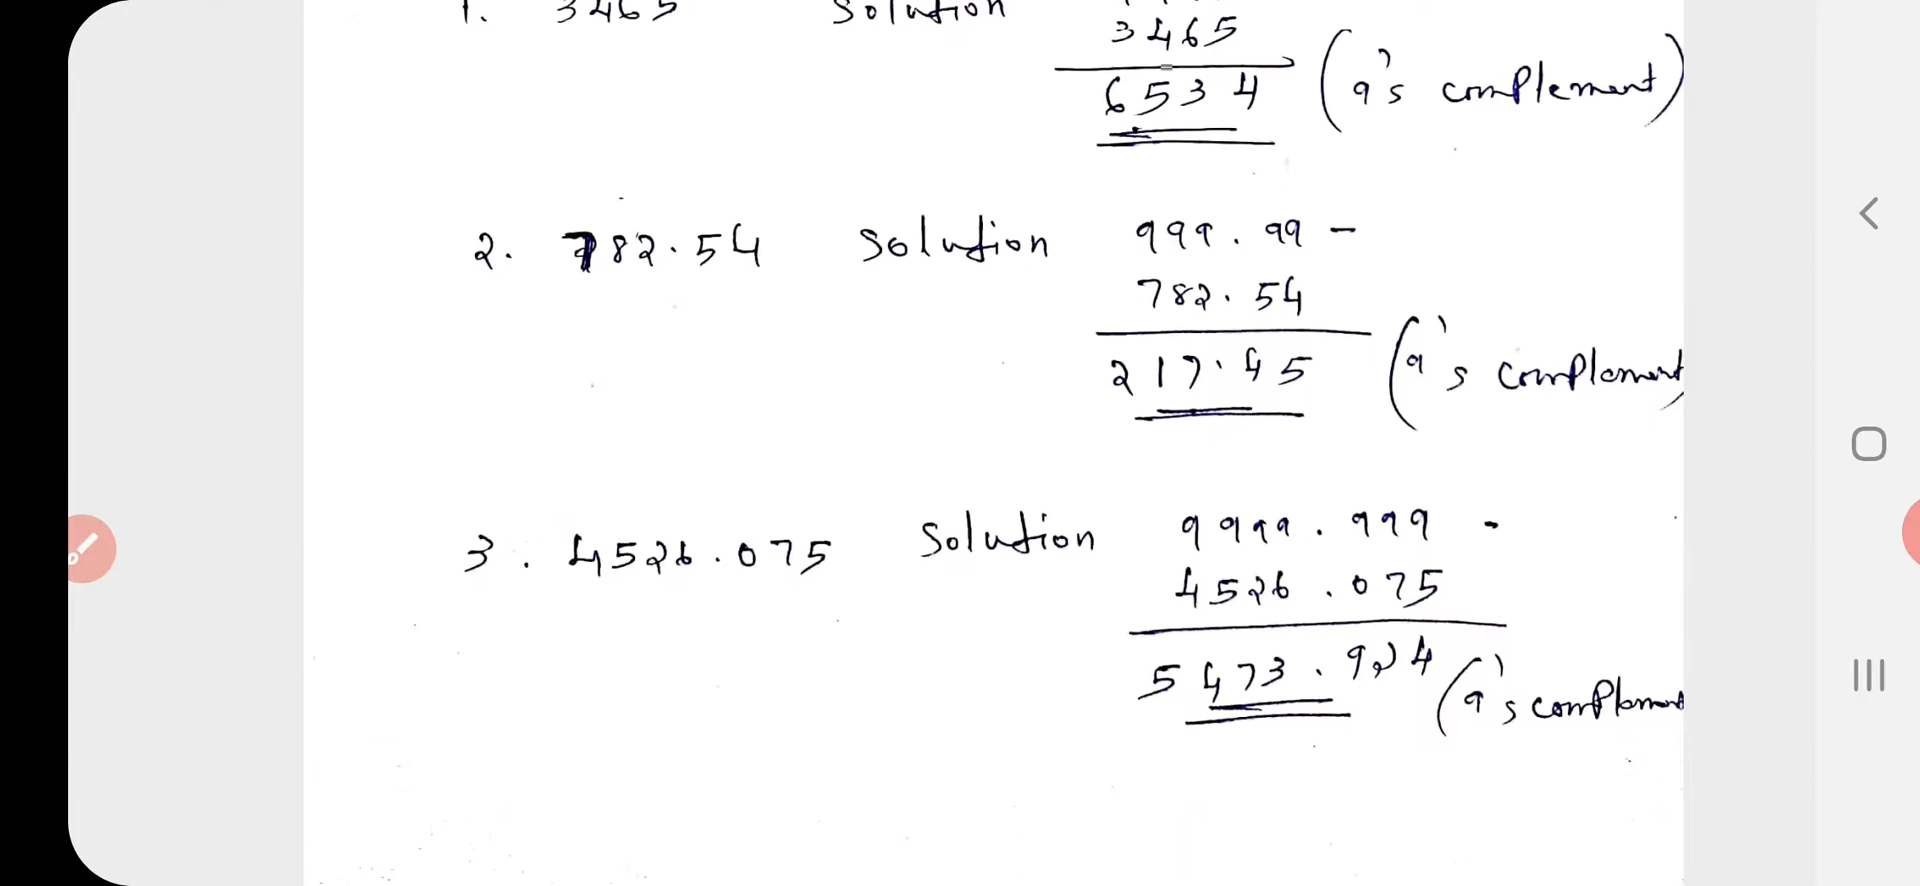 1. 3465 Solution
3465
6534 (9's complement)
2. 782.54 Solution 999.99 -
782.54
217.45 (9's complement)
3. 4526.075 Solution 9999.999 -
4526.075
5473.924 (9's complement